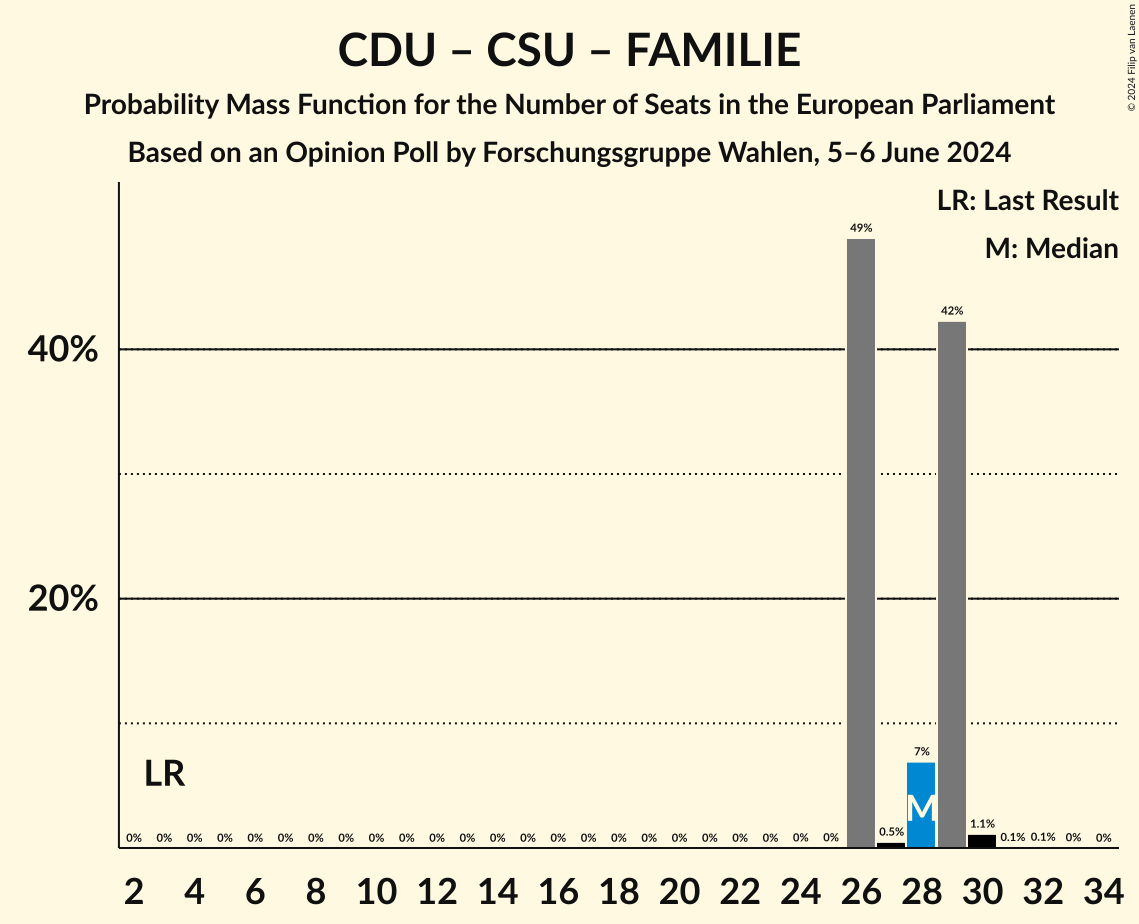 CDU – CSU – FAMILIE
Probability Mass Function for the Number of Seats in the European Parliament
Based on an Opinion Poll by Forschungsgruppe Wahlen, 5–6 June 2024
© 2024 Filip van Laenen
LR: Last Result
M: Median
49%
42%
40%
20%
7%
LR
M
0% 0% 0% 0% 0% 0% 0% 0% 0% 0% 0% 0% 0% 0% 0% 0% 0% 0% 0% 0% 0% 0% 0% 0% 0.5% 1.1% 0.1% 0.1% 0% 0%
2 4 6 8 10 12 14 16 18 20 22 24 26 28 30 32 34